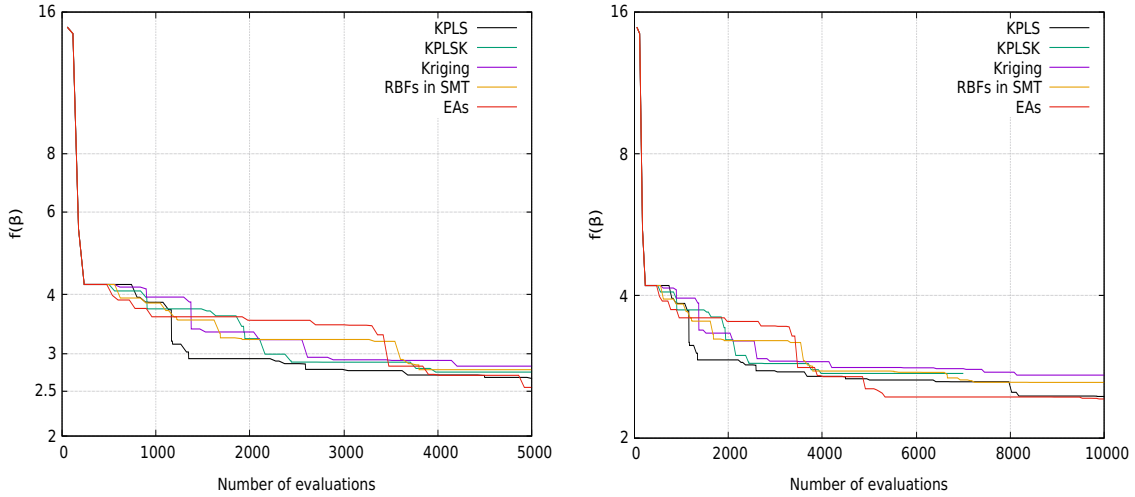 16
8
6
4
3
2.5
2
f(β)
KPLS
KPLSK
Kriging
RBFs in SMT
EAs
0 1000 2000 3000 4000 5000
Number of evaluations
16
8
4
2
f(β)
KPLS
KPLSK
Kriging
RBFs in SMT
EAs
0 2000 4000 6000 8000 10000
Number of evaluations